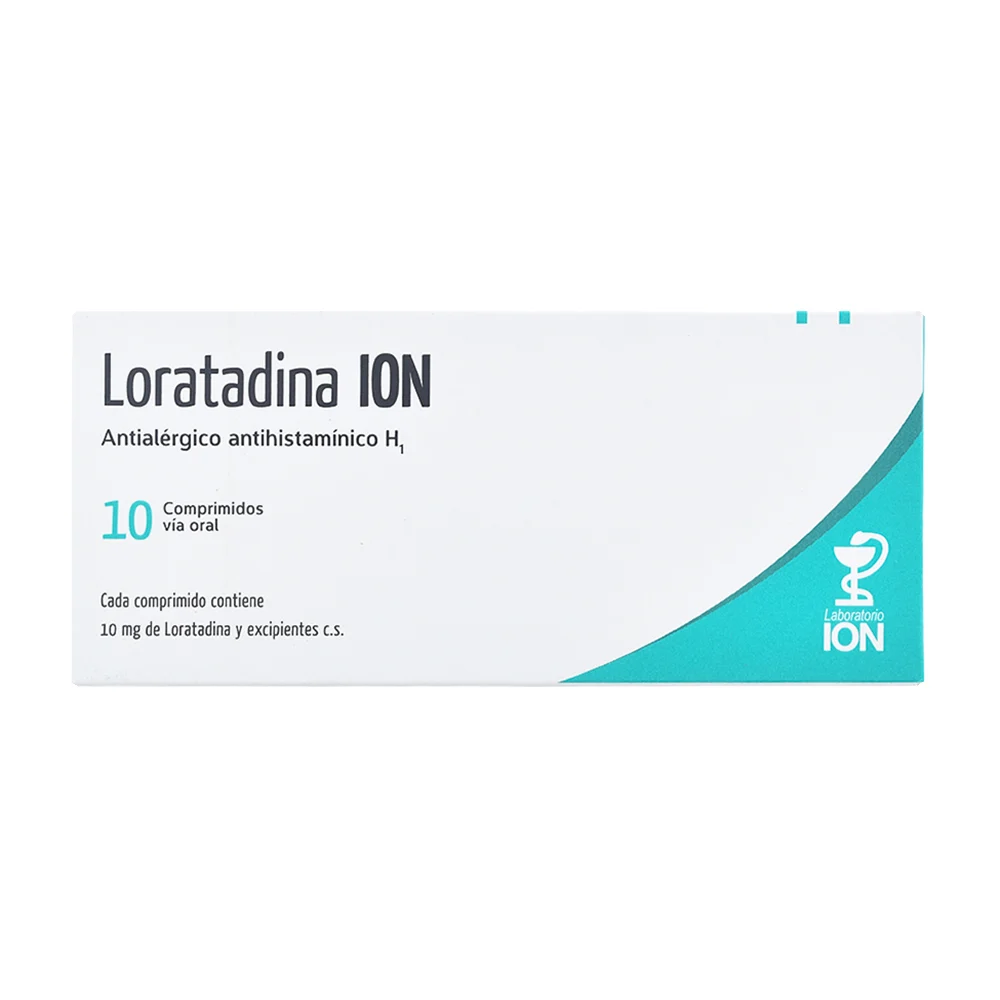 Loratadina ION
Antialérgico antihistamínico H₁
10 Comprimidos
vía oral
Cada comprimido contiene
10 mg de Loratadina y excipientes c.s.
Laboratorio
ION